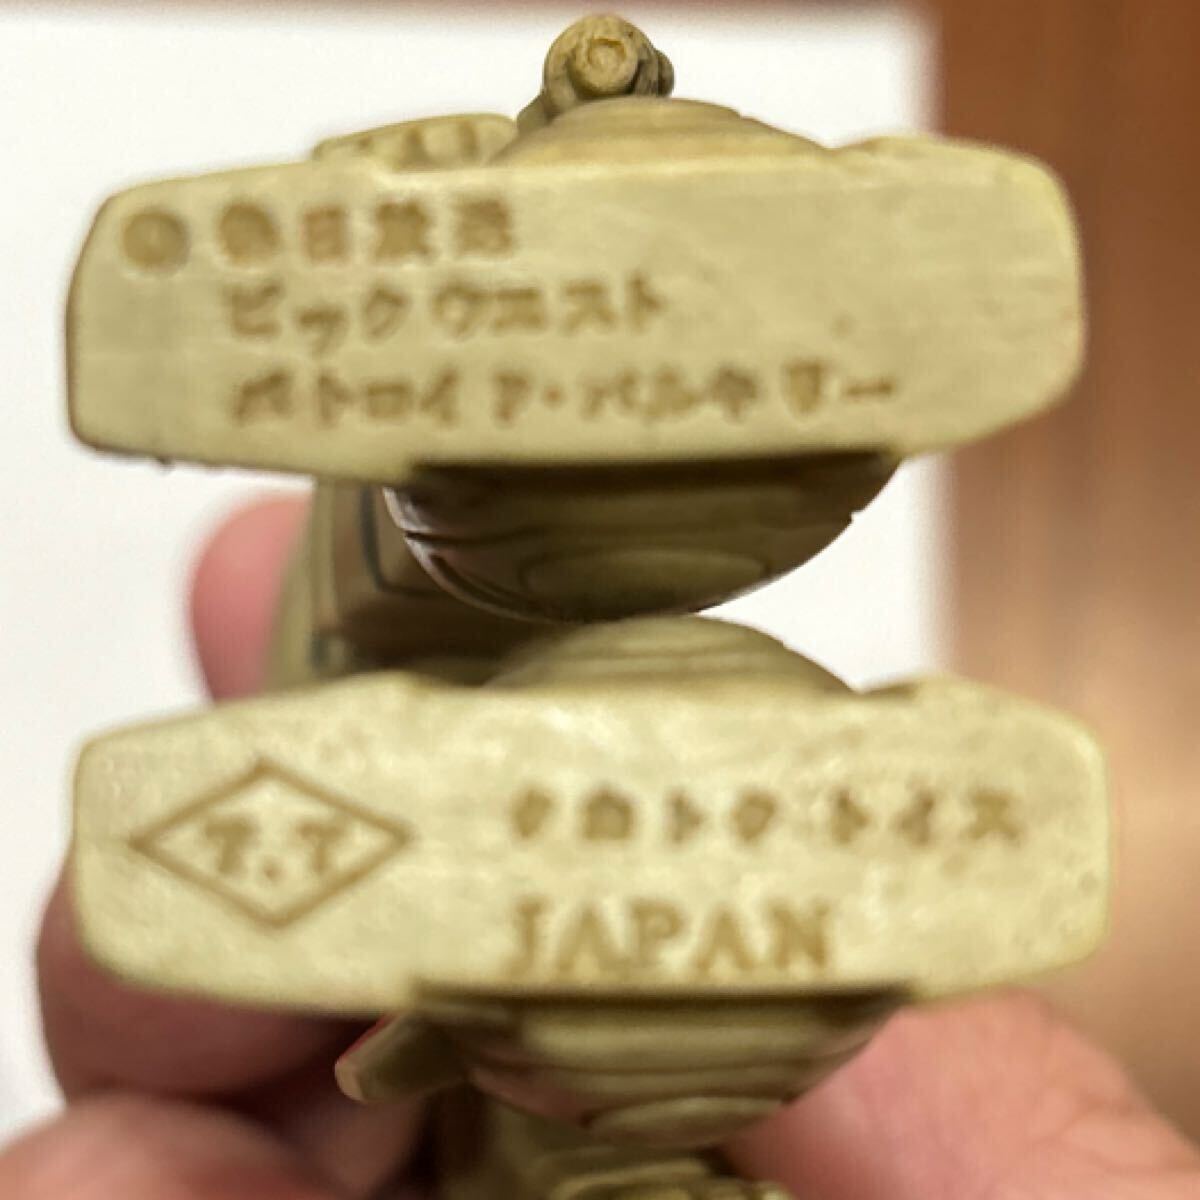 © 毎日放送
ビックウエスト
バトロイド・バルキリー
T.T
タカトクトイス
JAPAN